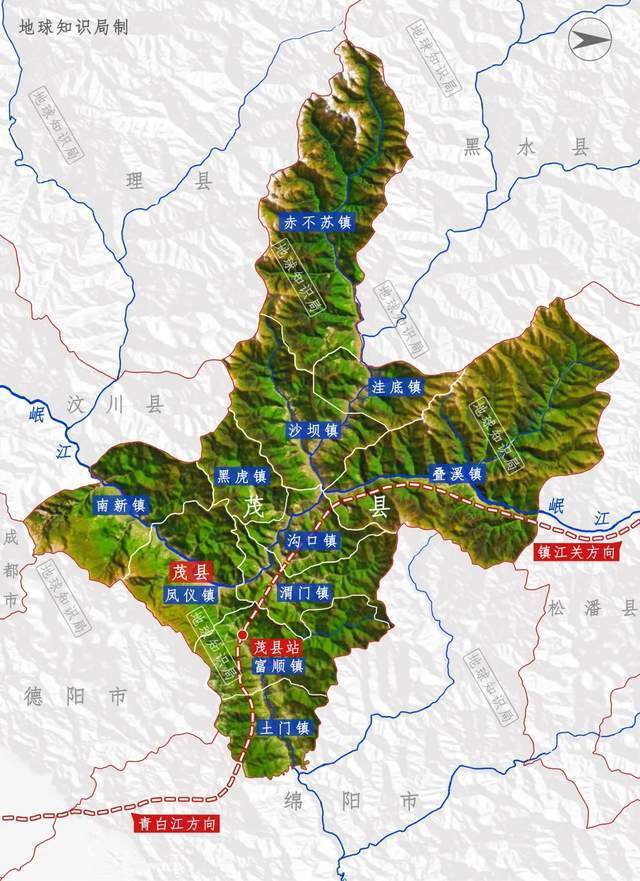 地球知识局制
地球知识局
地球知识局
黑水县
理县
赤不苏镇
地球知识局
地球知识局
洼底镇
汶川县
岷江
沙坝镇
地球知识局
黑虎镇
叠溪镇
南新镇
茂县
岷江
沟口镇
镇江关方向
成都市
茂县
凤仪镇
渭门镇
地球知识局
松潘县
地球知识局
茂县站
富顺镇
地球知识局
德阳市
土门镇
绵阳市
青白江方向